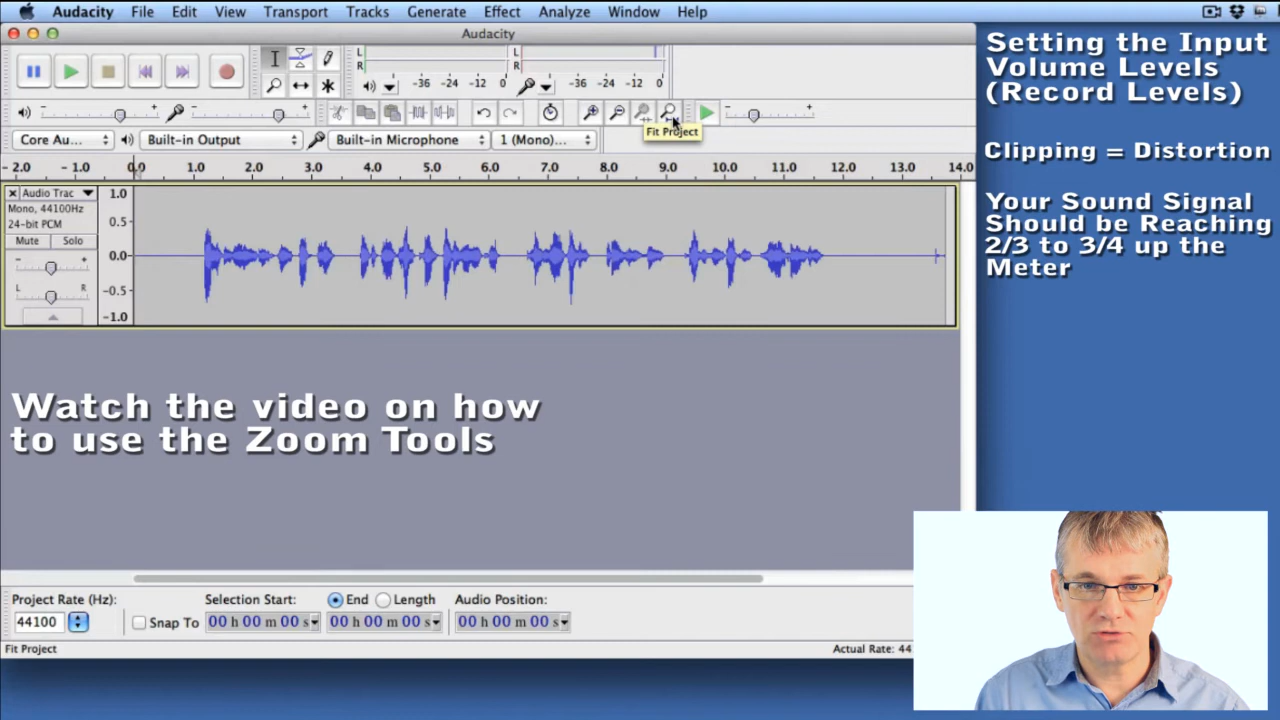 Audacity File Edit View Transport Tracks Generate Effect Analyze Window Help
Audacity
L
R
-36 -24 -12 0
L
R
-36 -24 -12 0
- +
- +
- +
Fit Project
Core Au... Built-in Output Built-in Microphone 1 (Mono)...
- 2.0 - 1.0 0 1.0 2.0 3.0 4.0 5.0 6.0 7.0 8.0 9.0 10.0 11.0 12.0 13.0 14.0
Audio Trac
Mono, 44100Hz
24-bit PCM
Mute Solo
- +
L R
1.0
0.5
0.0
-0.5
-1.0
Setting the Input
Volume Levels
(Record Levels)
Clipping = Distortion
Your Sound Signal
Should be Reaching
2/3 to 3/4 up the
Meter
Watch the video on how
to use the Zoom Tools
Project Rate (Hz): Selection Start: End Length Audio Position:
44100 Snap To 00 h 00 m 00 s 00 h 00 m 00 s 00 h 00 m 00 s
Fit Project Actual Rate: 44